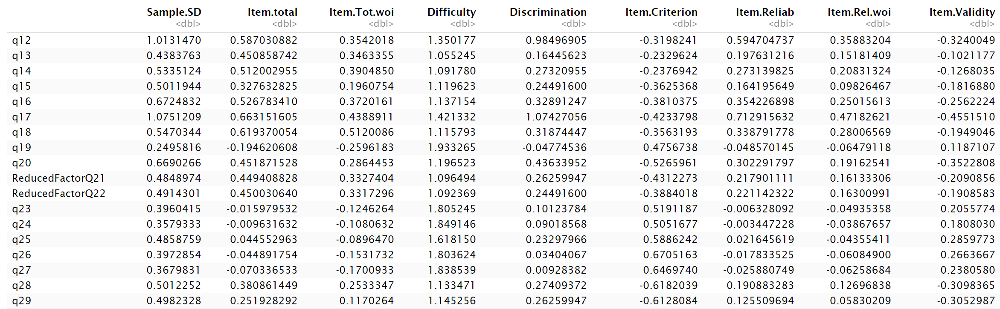 Sample.SD Item.total Item.Tot.woi Difficulty Discrimination Item.Criterion Item.Reliab Item.Rel.woi Item.Validity
<dbl> <dbl> <dbl> <dbl> <dbl> <dbl> <dbl> <dbl> <dbl>
q12 1.0131470 0.587030882 0.3542018 1.350177 0.98496905 -0.3198241 0.594704737 0.35883204 -0.3240049
q13 0.4383763 0.450858742 0.3463355 1.055245 0.16445623 -0.2329624 0.197631216 0.15181409 -0.1021177
q14 0.5335124 0.512002955 0.3904850 1.091780 0.27320955 -0.2376942 0.273139825 0.20831324 -0.1268035
q15 0.5011944 0.327632825 0.1960754 1.119623 0.24491600 -0.3625368 0.164195649 0.09826467 -0.1816880
q16 0.6724832 0.526783410 0.3720161 1.137154 0.32891247 -0.3810375 0.354226898 0.25015613 -0.2562224
q17 1.0751209 0.663151605 0.4388911 1.421332 1.07427056 -0.4233798 0.712915632 0.47182621 -0.4551510
q18 0.5470344 0.619370054 0.5120086 1.115793 0.31874447 -0.3563193 0.338791778 0.28006569 -0.1949046
q19 0.2495816 -0.194620608 -0.2596183 1.933265 -0.04774536 0.4756738 -0.048570145 -0.06479118 0.1187107
q20 0.6690266 0.451871528 0.2864453 1.196523 0.43633952 -0.5265961 0.302291797 0.19162541 -0.3522808
ReducedFactorQ21 0.4848974 0.449408828 0.3327404 1.096494 0.26259947 -0.4312273 0.217901111 0.16133306 -0.2090856
ReducedFactorQ22 0.4914301 0.450030640 0.3317296 1.092369 0.24491600 -0.3884018 0.221142322 0.16300991 -0.1908583
q23 0.3960415 -0.015979532 -0.1246264 1.805245 0.10123784 0.5191187 -0.006328092 -0.04935358 0.2055774
q24 0.3579333 -0.009631632 -0.1080632 1.849146 0.09018568 0.5051677 -0.003447228 -0.03867657 0.1808030
q25 0.4858759 0.044552963 -0.0896470 1.618150 0.23297966 0.5886242 0.021645619 -0.04355411 0.2859773
q26 0.3972854 -0.044891754 -0.1531732 1.803624 0.03404067 0.6705163 -0.017833525 -0.06084900 0.2663667
q27 0.3679831 -0.070336533 -0.1700933 1.838539 0.00928382 0.6469740 -0.025880749 -0.06258684 0.2380580
q28 0.5012252 0.380861449 0.2533347 1.133471 0.27409372 -0.6182039 0.190883283 0.12696838 -0.3098365
q29 0.4982328 0.251928292 0.1170264 1.145256 0.26259947 -0.6128084 0.125509694 0.05830209 -0.3052987